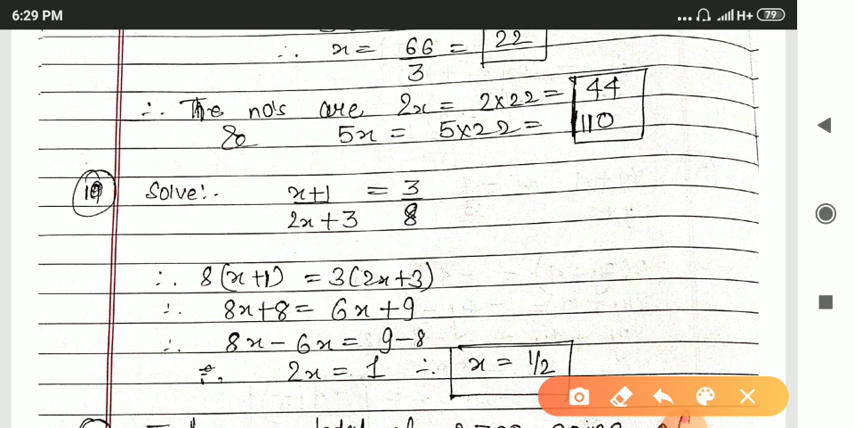 6:29 PM ... H+ 79
∴ x = 66/3 = 22
∴ The no's are 2x = 2×22 = 44
& 5x = 5×22 = 110
19 Solve:- (x+1)/(2x+3) = 3/8
∴ 8(x+1) = 3(2x+3)
∴ 8x+8 = 6x+9
∴ 8x-6x = 9-8
∴ 2x = 1 ∴ x = 1/2